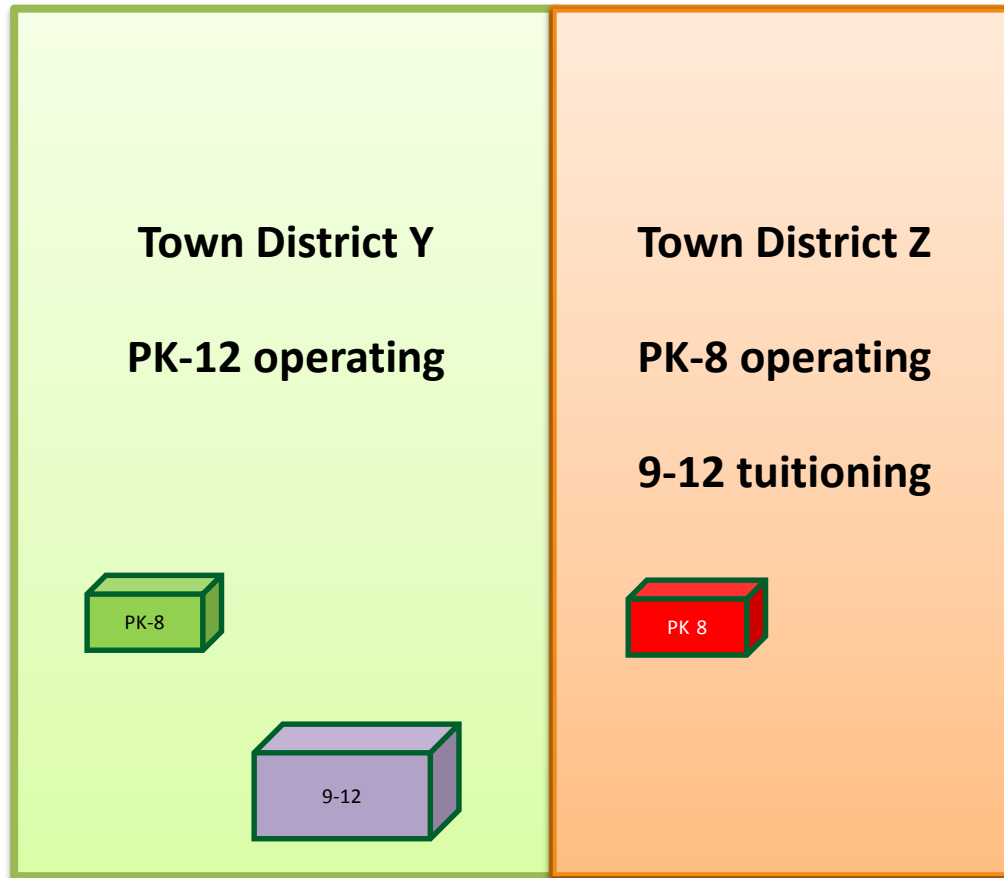 Town District Y
PK-12 operating
PK-8
9-12
Town District Z
PK-8 operating
9-12 tuitioning
PK 8